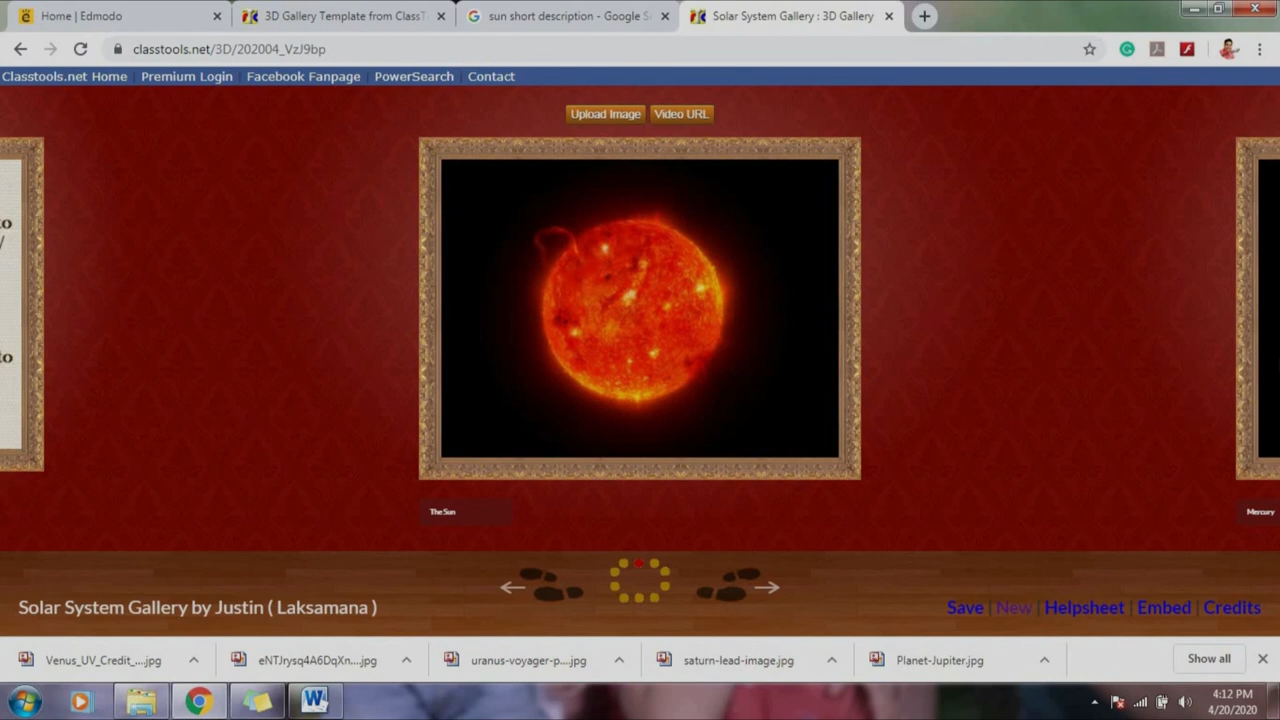 Home | Edmodo
3D Gallery Template from ClassT
sun short description - Google S
Solar System Gallery : 3D Gallery
classtools.net/3D/202004_VzJ9bp
Classtools.net Home | Premium Login | Facebook Fanpage | PowerSearch | Contact
Upload Image
Video URL
to
/
to
The Sun
Mercury
Solar System Gallery by Justin ( Laksamana )
Save | New | Helpsheet | Embed | Credits
Venus_UV_Credit_....jpg
eNTJrysq4A6DqXn....jpg
uranus-voyager-p....jpg
saturn-lead-image.jpg
Planet-Jupiter.jpg
Show all
4:12 PM
4/20/2020